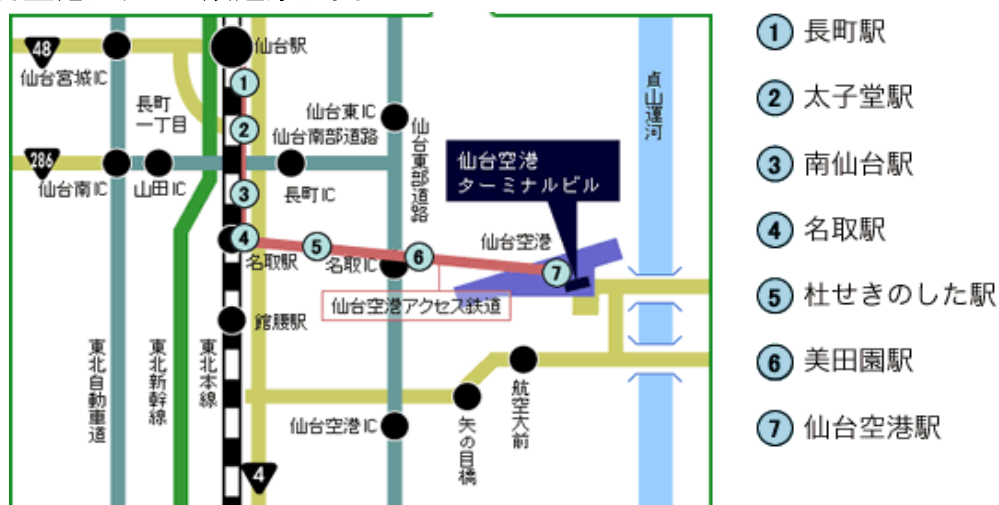 48
仙台駅
仙台宮城IC
1
長町
一丁目
2
仙台東IC
仙台南部道路
仙台東部道路
貞山運河
286
仙台南IC
山田IC
長町IC
仙台空港
ターミナルビル
3
4
名取駅
5
名取IC
6
仙台空港
7
仙台空港アクセス鉄道
館腰駅
東北自動車道
東北新幹線
東北本線
仙台空港IC
矢の目橋
航空大前
4
1 長町駅
2 太子堂駅
3 南仙台駅
4 名取駅
5 杜せきのした駅
6 美田園駅
7 仙台空港駅